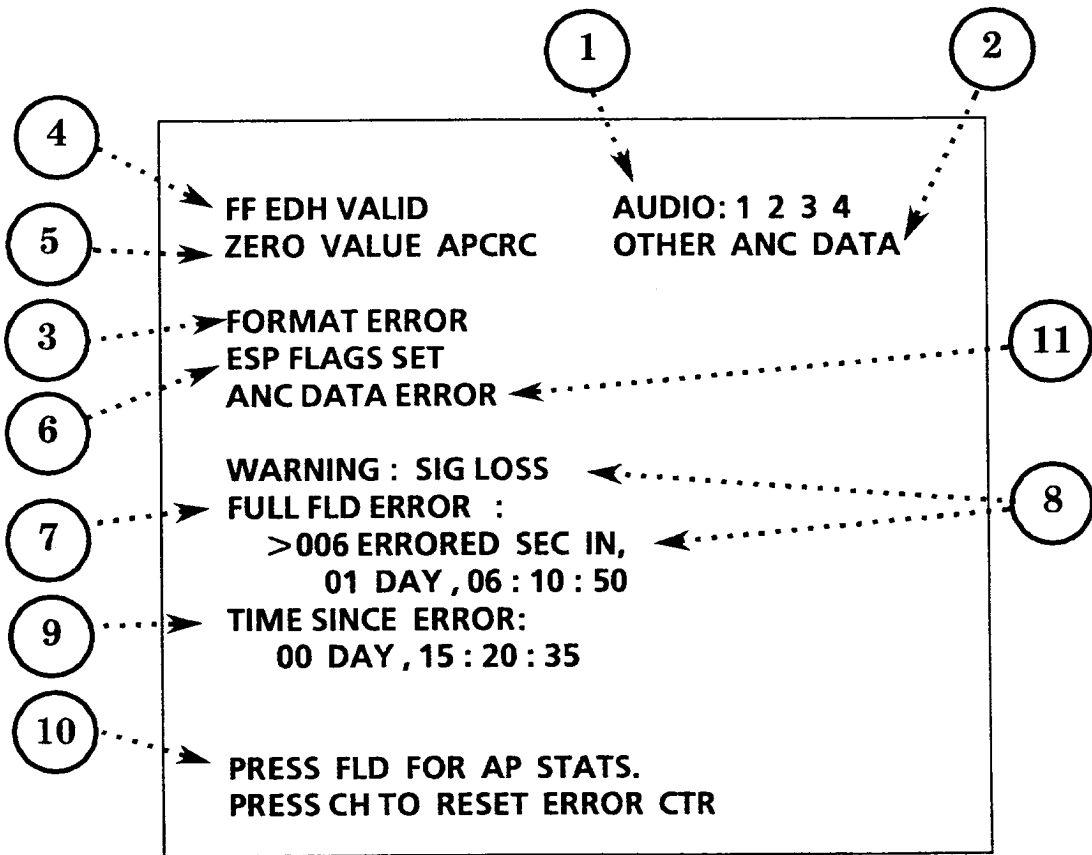 1 2
4
FF EDH VALID AUDIO: 1 2 3 4
5 ZERO VALUE APCRC OTHER ANC DATA
3 FORMAT ERROR
ESP FLAGS SET 11
6 ANC DATA ERROR
WARNING : SIG LOSS
7 FULL FLD ERROR : 8
>006 ERRORED SEC IN,
01 DAY , 06 : 10 : 50
9 TIME SINCE ERROR:
00 DAY , 15 : 20 : 35
10
PRESS FLD FOR AP STATS.
PRESS CH TO RESET ERROR CTR